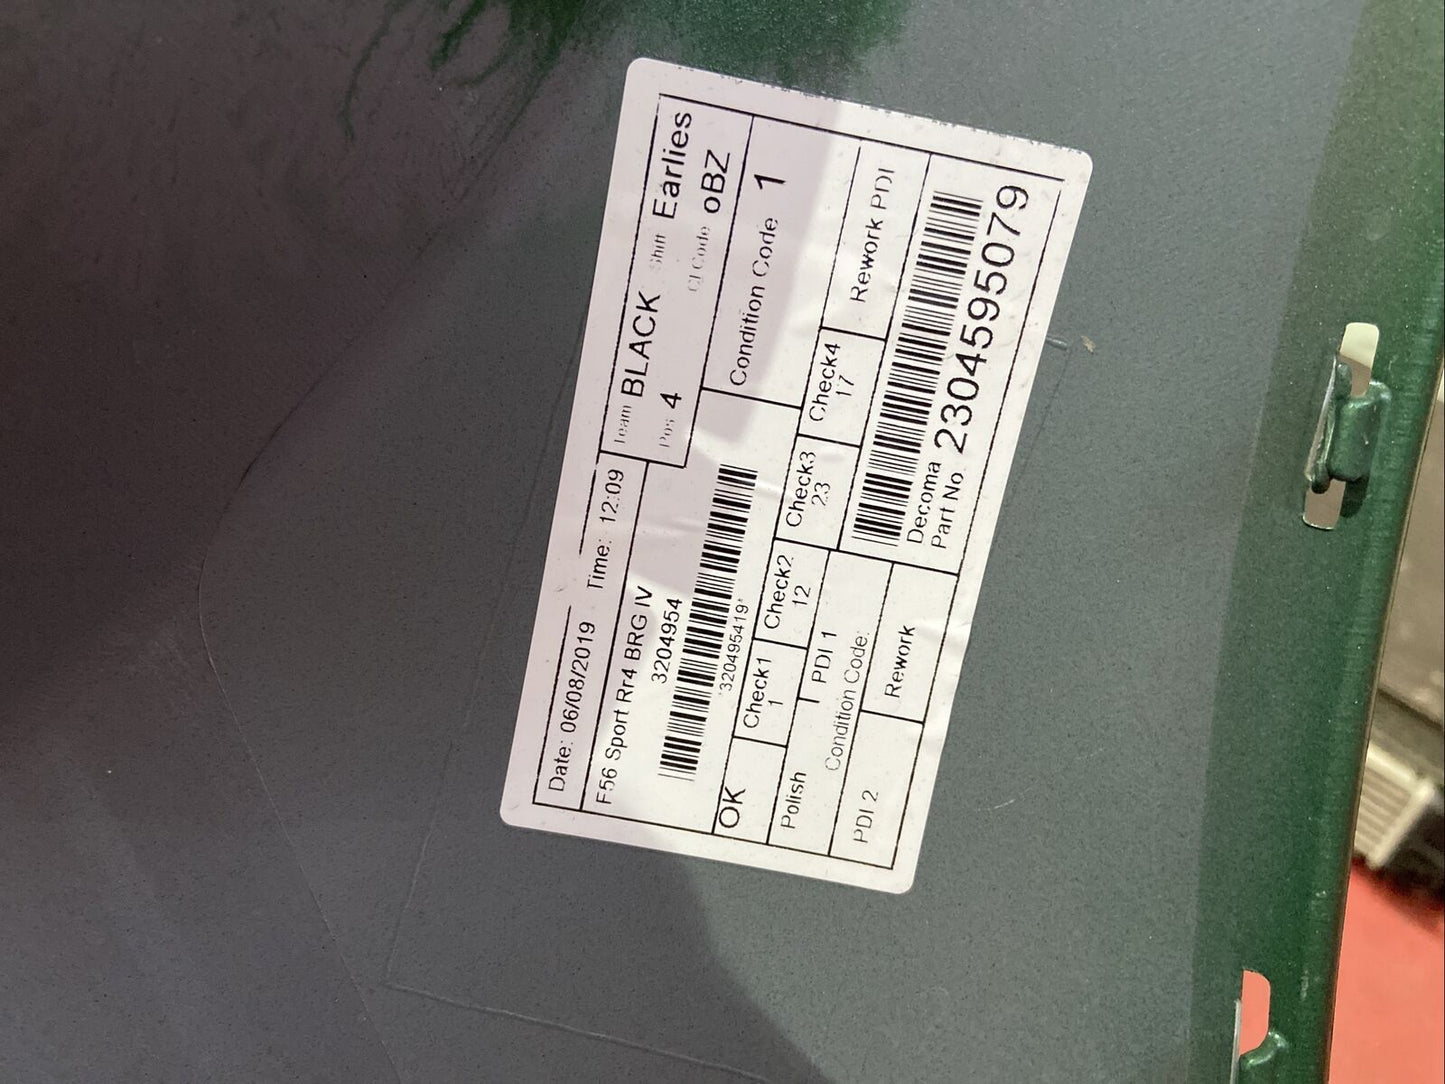 Date: 06/08/2019 Time: 12:09
Team BLACK Shift Earlies
Pos 4 CI Code oBZ
F56 Sport Rr4 BRG IV
3204954
*320495419*
Condition Code 1
OK Check1 Check2 Check3 Check4 Rework PDI
1 12 23 17
Polish PDI 1
Condition Code:
PDI 2 Rework
Decoma
Part No 2304595079